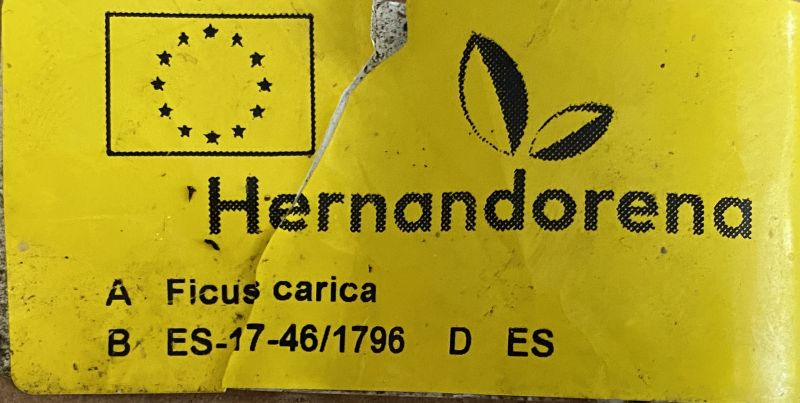 Hernandorena
A Ficus carica
B ES-17-46/1796 D ES